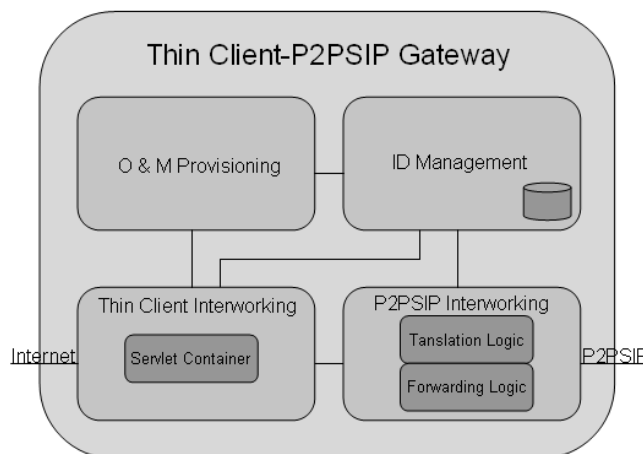 Thin Client-P2PSIP Gateway
O & M Provisioning
ID Management
Thin Client Interworking
P2PSIP Interworking
Internet
Servlet Container
Tanslation Logic
Forwarding Logic
P2PSIP